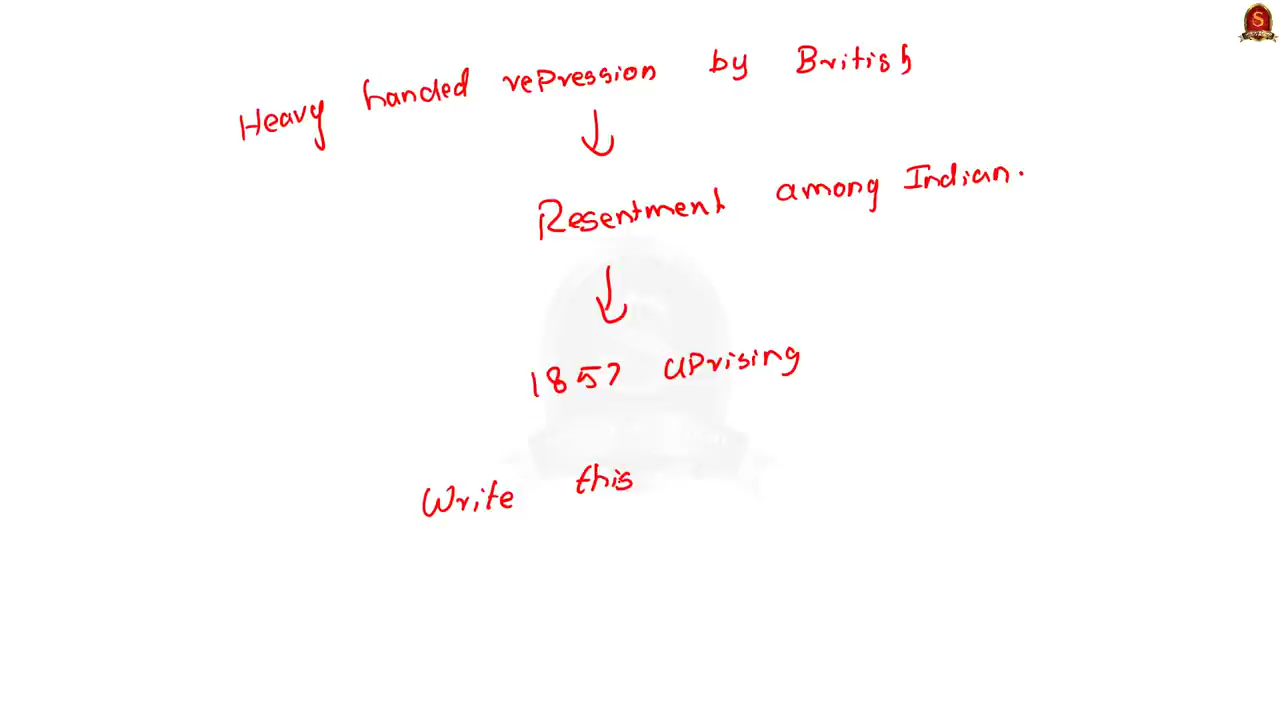 Heavy handed repression by British
↓
Resentment among Indian.
↓
1857 uprising
Write this
S